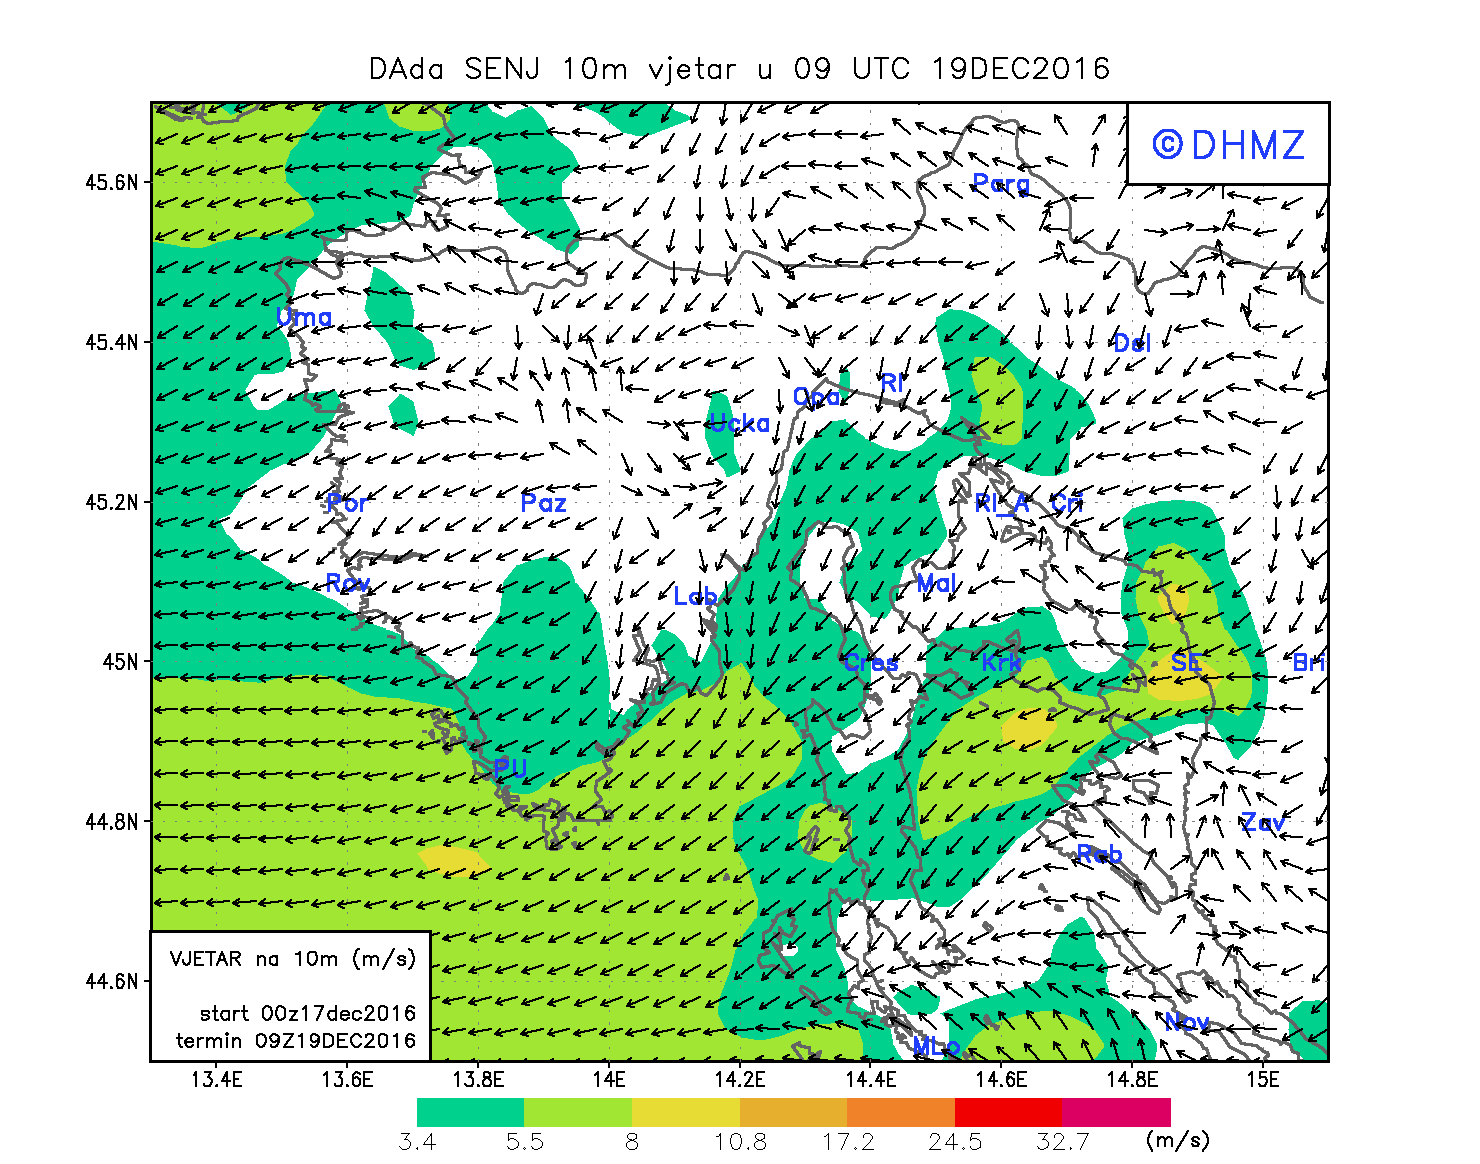 DAda SENJ 10m vjetar u 09 UTC 19DEC2016
©DHMZ
45.6N
Parg
Uma
45.4N
Del
RI
Opa
Ucka
45.2N
Por
Paz
RI_A
Cri
Rov
Mal
Lab
45N
Cres
Krk
SE
Bri
PU
44.8N
Zav
Rab
VJETAR na 10m (m/s)
44.6N
start 00z17dec2016
termin 09Z19DEC2016
Nov
MLo
13.4E 13.6E 13.8E 14E 14.2E 14.4E 14.6E 14.8E 15E
3.4 5.5 8 10.8 17.2 24.5 32.7 (m/s)